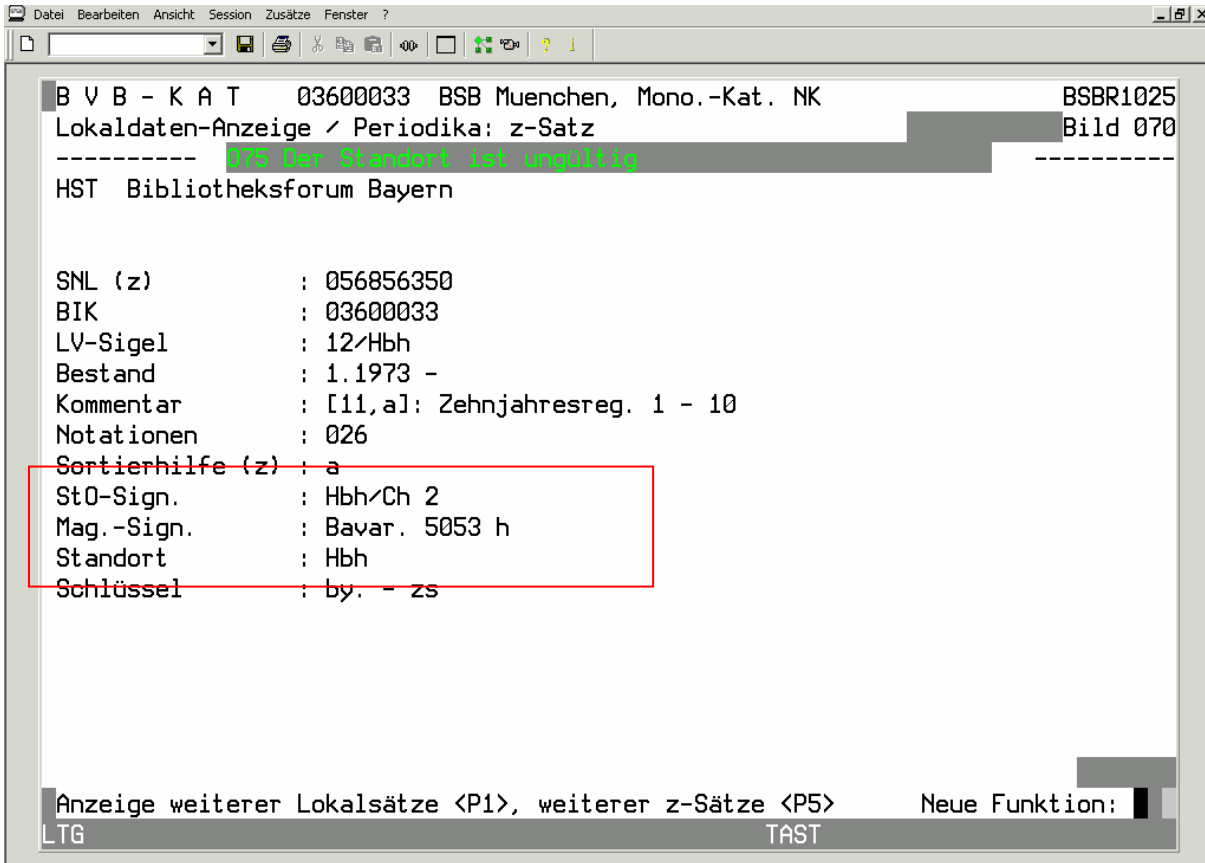 Datei Bearbeiten Ansicht Session Zusätze Fenster ?
B V B - K A T 03600033 BSB Muenchen, Mono.-Kat. NK BSBR1025
Lokaldaten-Anzeige / Periodika: z-Satz Bild 070
---------- 075 Der Standort ist ungültig ----------
HST Bibliotheksforum Bayern
SNL (z) : 056856350
BIK : 03600033
LV-Sigel : 12/Hbh
Bestand : 1.1973 -
Kommentar : [11,a]: Zehnjahresreg. 1 - 10
Notationen : 026
Sortierhilfe (z) : a
StO-Sign. : Hbh/Ch 2
Mag.-Sign. : Bavar. 5053 h
Standort : Hbh
Schlüssel : by. - zs
Anzeige weiterer Lokalsätze <P1>, weiterer z-Sätze <P5> Neue Funktion:
LTG TAST